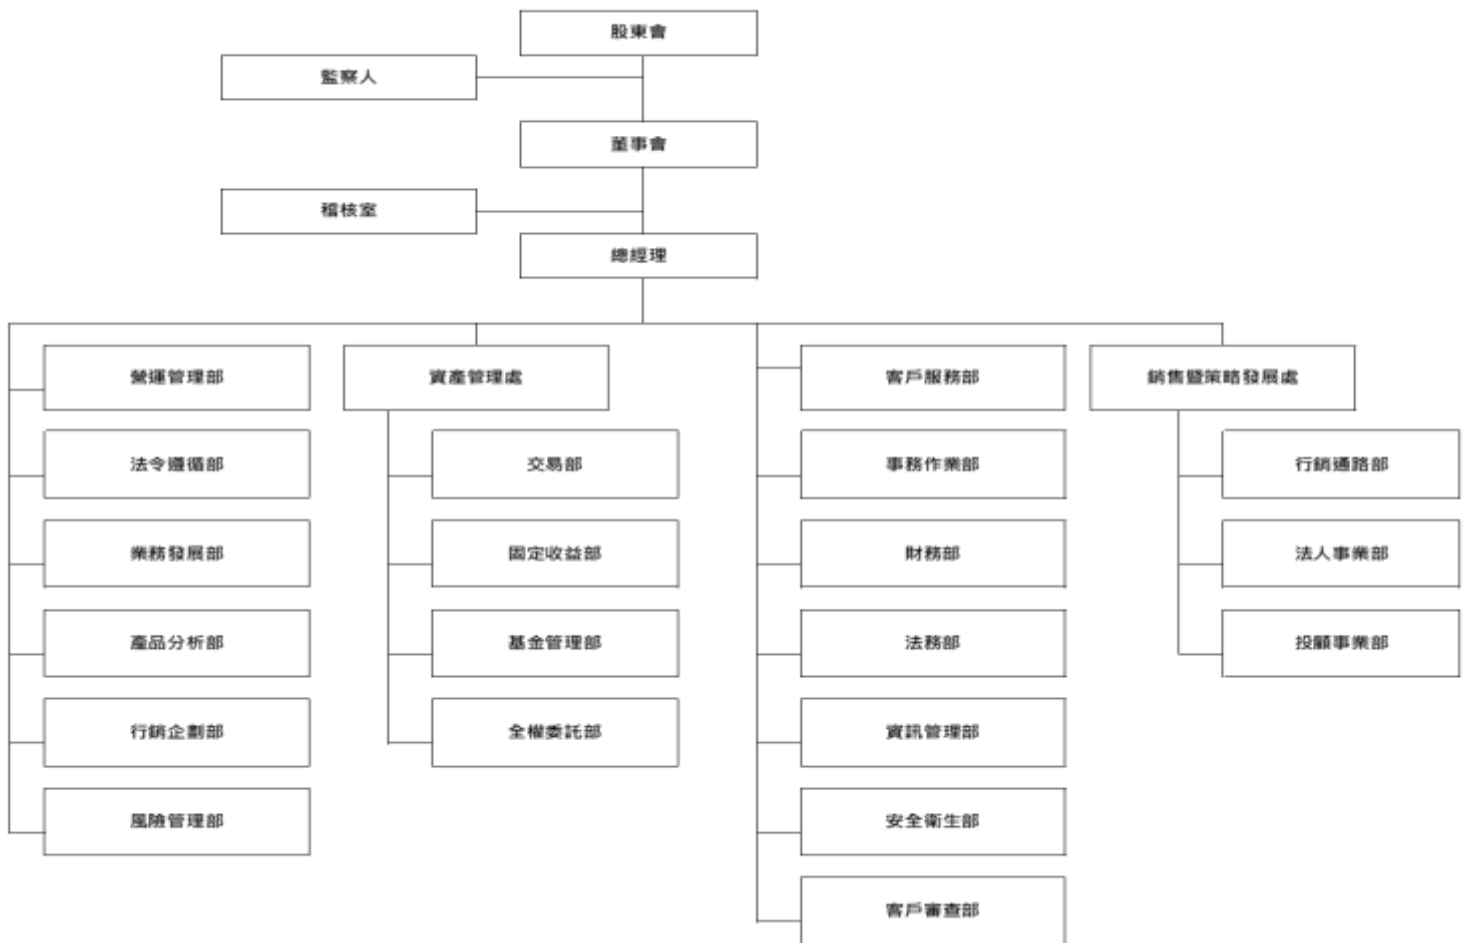 股東會
監察人
董事會
稽核室
總經理
營運管理部
法令遵循部
業務發展部
產品分析部
行銷企劃部
風險管理部
資產管理處
交易部
固定收益部
基金管理部
全權委託部
客戶服務部
事務作業部
財務部
法務部
資訊管理部
安全衛生部
客戶審查部
銷售暨策略發展處
行銷通路部
法人事業部
投顧事業部